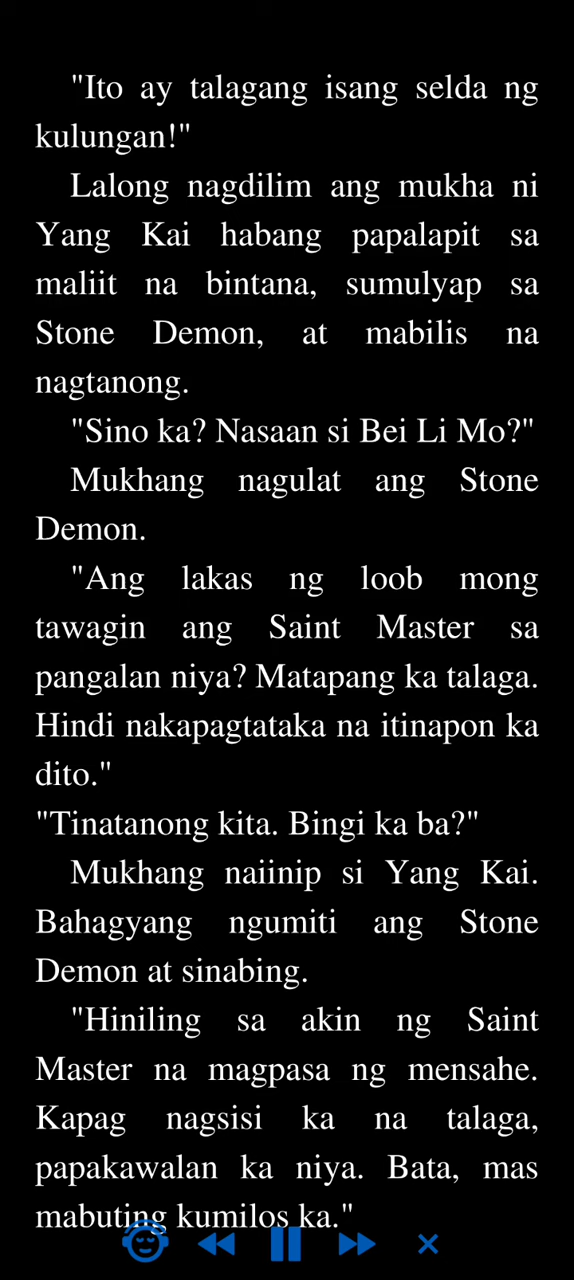 "Ito ay talagang isang selda ng
kulungan!"
Lalong nagdilim ang mukha ni
Yang Kai habang papalapit sa
maliit na bintana, sumulyap sa
Stone Demon, at mabilis na
nagtanong.
"Sino ka? Nasaan si Bei Li Mo?"
Mukhang nagulat ang Stone
Demon.
"Ang lakas ng loob mong
tawagin ang Saint Master sa
pangalan niya? Matapang ka talaga.
Hindi nakapagtataka na itinapon ka
dito."
"Tinatanong kita. Bingi ka ba?"
Mukhang naiinip si Yang Kai.
Bahagyang ngumiti ang Stone
Demon at sinabing.
"Hiniling sa akin ng Saint
Master na magpasa ng mensahe.
Kapag nagsisi ka na talaga,
papakawalan ka niya. Bata, mas
mabuting kumilos ka."